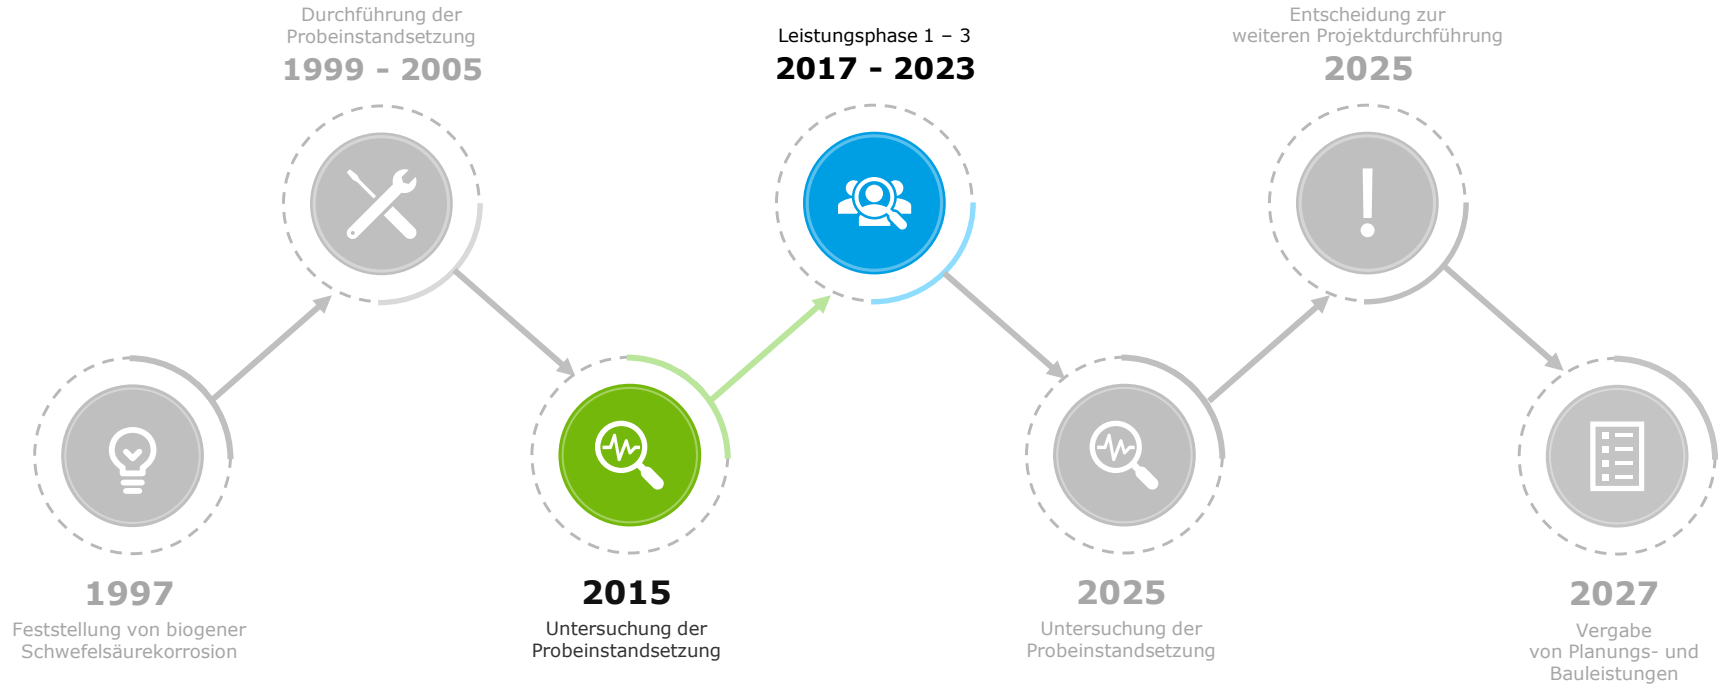 Durchführung der
Probeinstandsetzung
1999 - 2005
Leistungsphase 1 – 3
2017 - 2023
Entscheidung zur
weiteren Projektdurchführung
2025
1997
Feststellung von biogener
Schwefelsäurekorrosion
2015
Untersuchung der
Probeinstandsetzung
2025
Untersuchung der
Probeinstandsetzung
2027
Vergabe
von Planungs- und
Bauleistungen